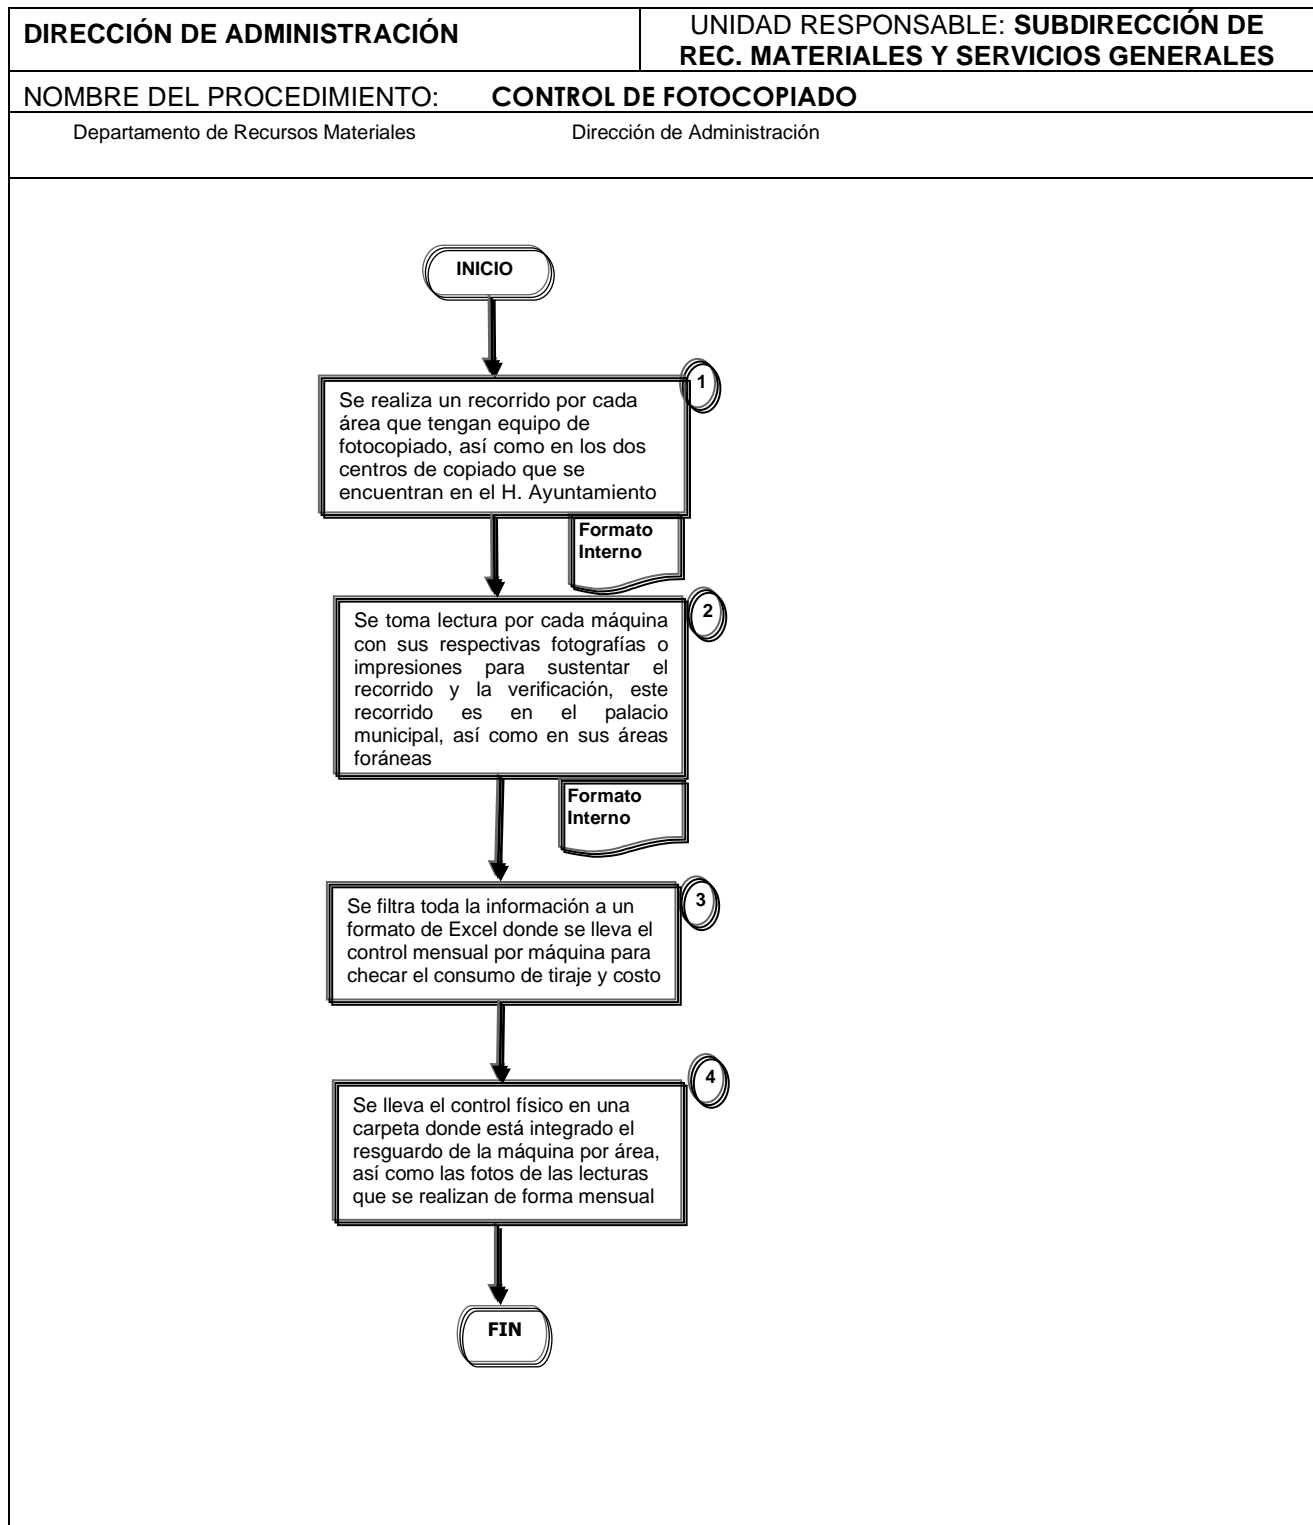 DIRECCIÓN DE ADMINISTRACIÓN
UNIDAD RESPONSABLE: SUBDIRECCIÓN DE
REC. MATERIALES Y SERVICIOS GENERALES
NOMBRE DEL PROCEDIMIENTO: CONTROL DE FOTOCOPIADO
Departamento de Recursos Materiales Dirección de Administración
INICIO
1
Se realiza un recorrido por cada
área que tengan equipo de
fotocopiado, así como en los dos
centros de copiado que se
encuentran en el H. Ayuntamiento
Formato
Interno
2
Se toma lectura por cada máquina
con sus respectivas fotografías o
impresiones para sustentar el
recorrido y la verificación, este
recorrido es en el palacio
municipal, así como en sus áreas
foráneas
Formato
Interno
3
Se filtra toda la información a un
formato de Excel donde se lleva el
control mensual por máquina para
checar el consumo de tiraje y costo
4
Se lleva el control físico en una
carpeta donde está integrado el
resguardo de la máquina por área,
así como las fotos de las lecturas
que se realizan de forma mensual
FIN